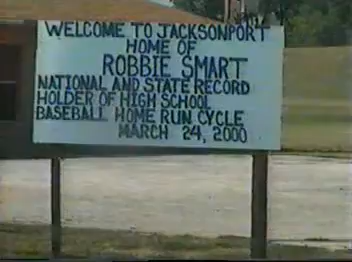 WELCOME TO JACKSONPORT
HOME OF
ROBBIE SMART
NATIONAL AND STATE RECORD
HOLDER OF HIGH SCHOOL
BASEBALL HOME RUN CYCLE
MARCH 24, 2000